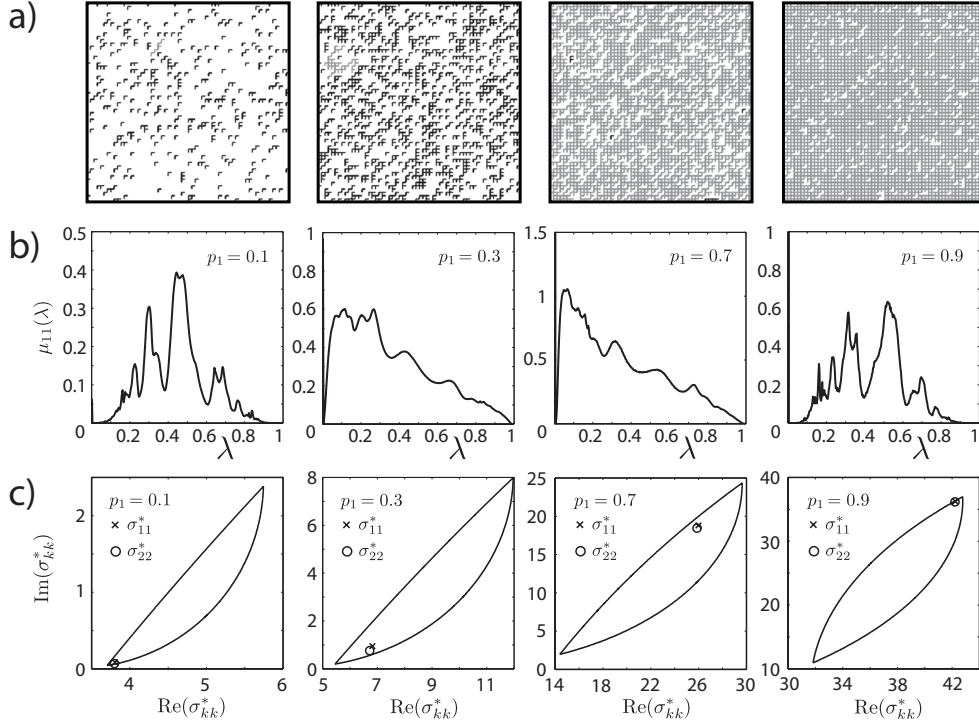 a)
b)
0.5
0.4
0.3
0.2
0.1
0
p₁ = 0.1
μ₁₁(λ)
0.2 0.4 0.6 0.8 1
λ
1
0.8
0.6
0.4
0.2
0
p₁ = 0.3
0.2 0.4 0.6 0.8 1
λ
1.5
1
0.5
0
p₁ = 0.7
0.2 0.4 0.6 0.8 1
λ
1
0.8
0.6
0.4
0.2
0
p₁ = 0.9
0.2 0.4 0.6 0.8 1
λ
c)
2
1
0
p₁ = 0.1
× σ*₁₁
○ σ*₂₂
Im(σ*ₖₖ)
4 5 6
Re(σ*ₖₖ)
8
6
4
2
0
p₁ = 0.3
× σ*₁₁
○ σ*₂₂
5 7 9 11
Re(σ*ₖₖ)
25
20
15
10
5
0
p₁ = 0.7
× σ*₁₁
○ σ*₂₂
14 18 22 26 30
Re(σ*ₖₖ)
40
30
20
10
p₁ = 0.9
× σ*₁₁
○ σ*₂₂
30 34 38 42
Re(σ*ₖₖ)